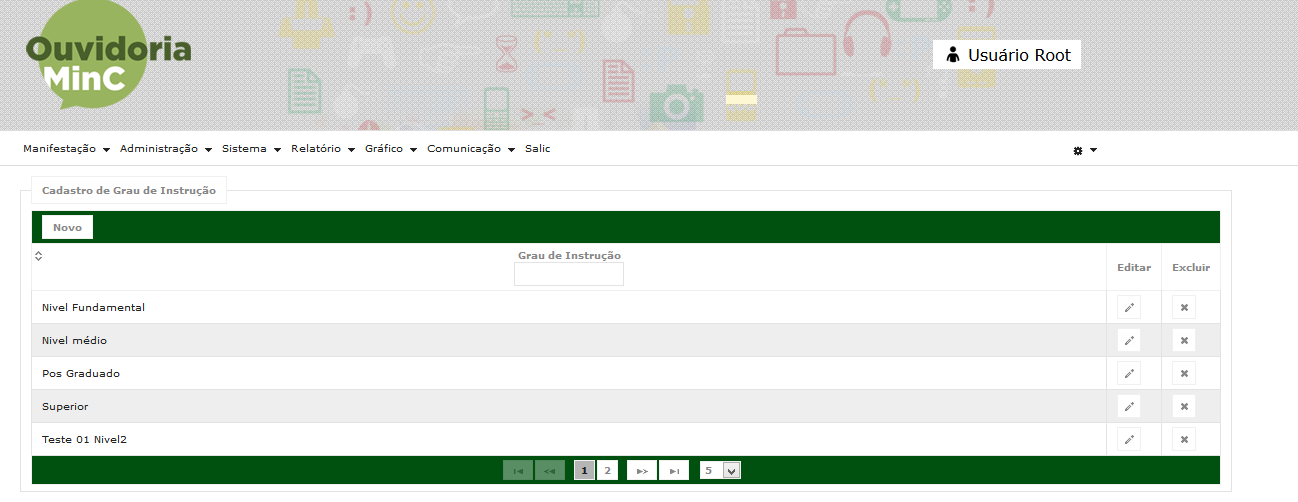 Ouvidoria
MinC
Usuário Root
Manifestação Administração Sistema Relatório Gráfico Comunicação Salic
Cadastro de Grau de Instrução
Novo
Grau de Instrução Editar Excluir
Nivel Fundamental
Nivel médio
Pos Graduado
Superior
Teste 01 Nivel2
1 2 5